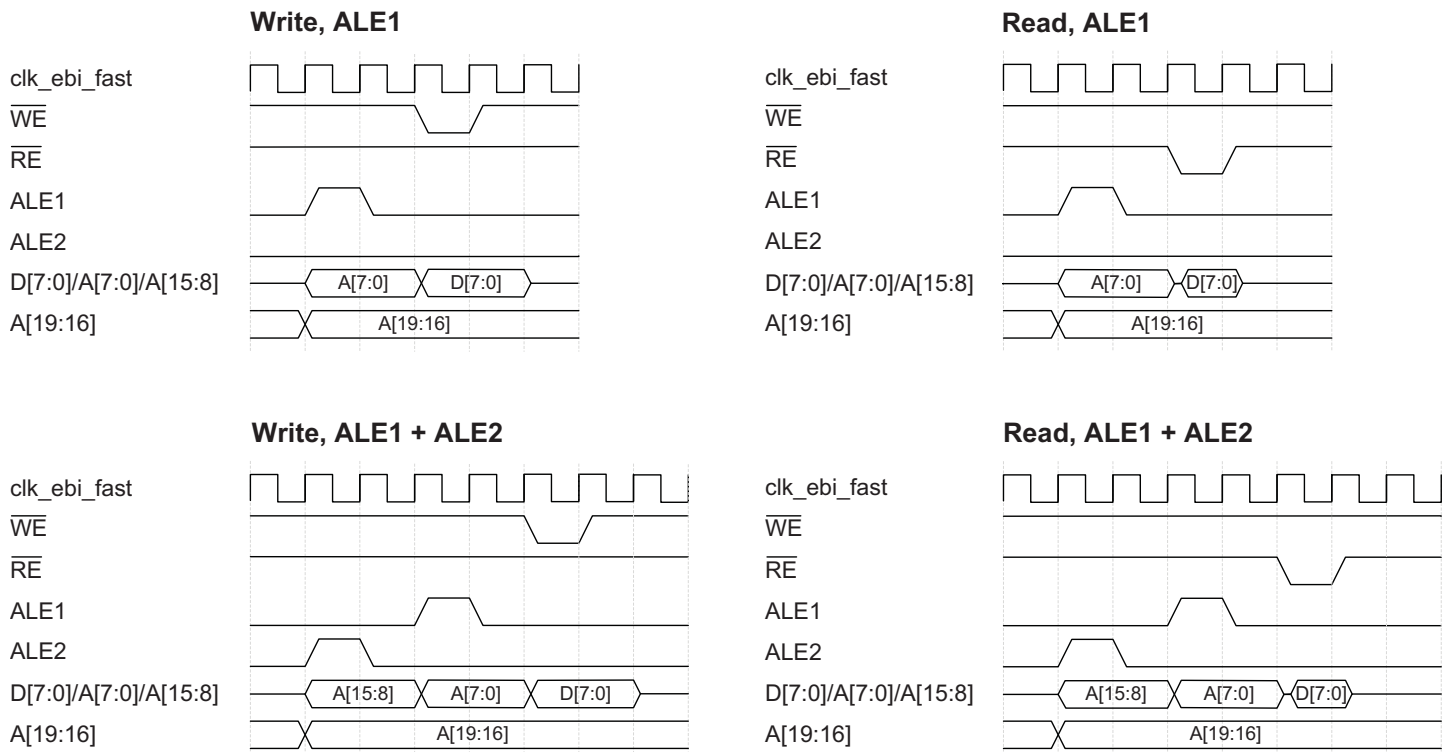 Write, ALE1
clk_ebi_fast
WE
RE
ALE1
ALE2
D[7:0]/A[7:0]/A[15:8]
A[7:0]
D[7:0]
A[19:16]
A[19:16]
Read, ALE1
clk_ebi_fast
WE
RE
ALE1
ALE2
D[7:0]/A[7:0]/A[15:8]
A[7:0]
D[7:0]
A[19:16]
A[19:16]
Write, ALE1 + ALE2
clk_ebi_fast
WE
RE
ALE1
ALE2
D[7:0]/A[7:0]/A[15:8]
A[15:8]
A[7:0]
D[7:0]
A[19:16]
A[19:16]
Read, ALE1 + ALE2
clk_ebi_fast
WE
RE
ALE1
ALE2
D[7:0]/A[7:0]/A[15:8]
A[15:8]
A[7:0]
D[7:0]
A[19:16]
A[19:16]